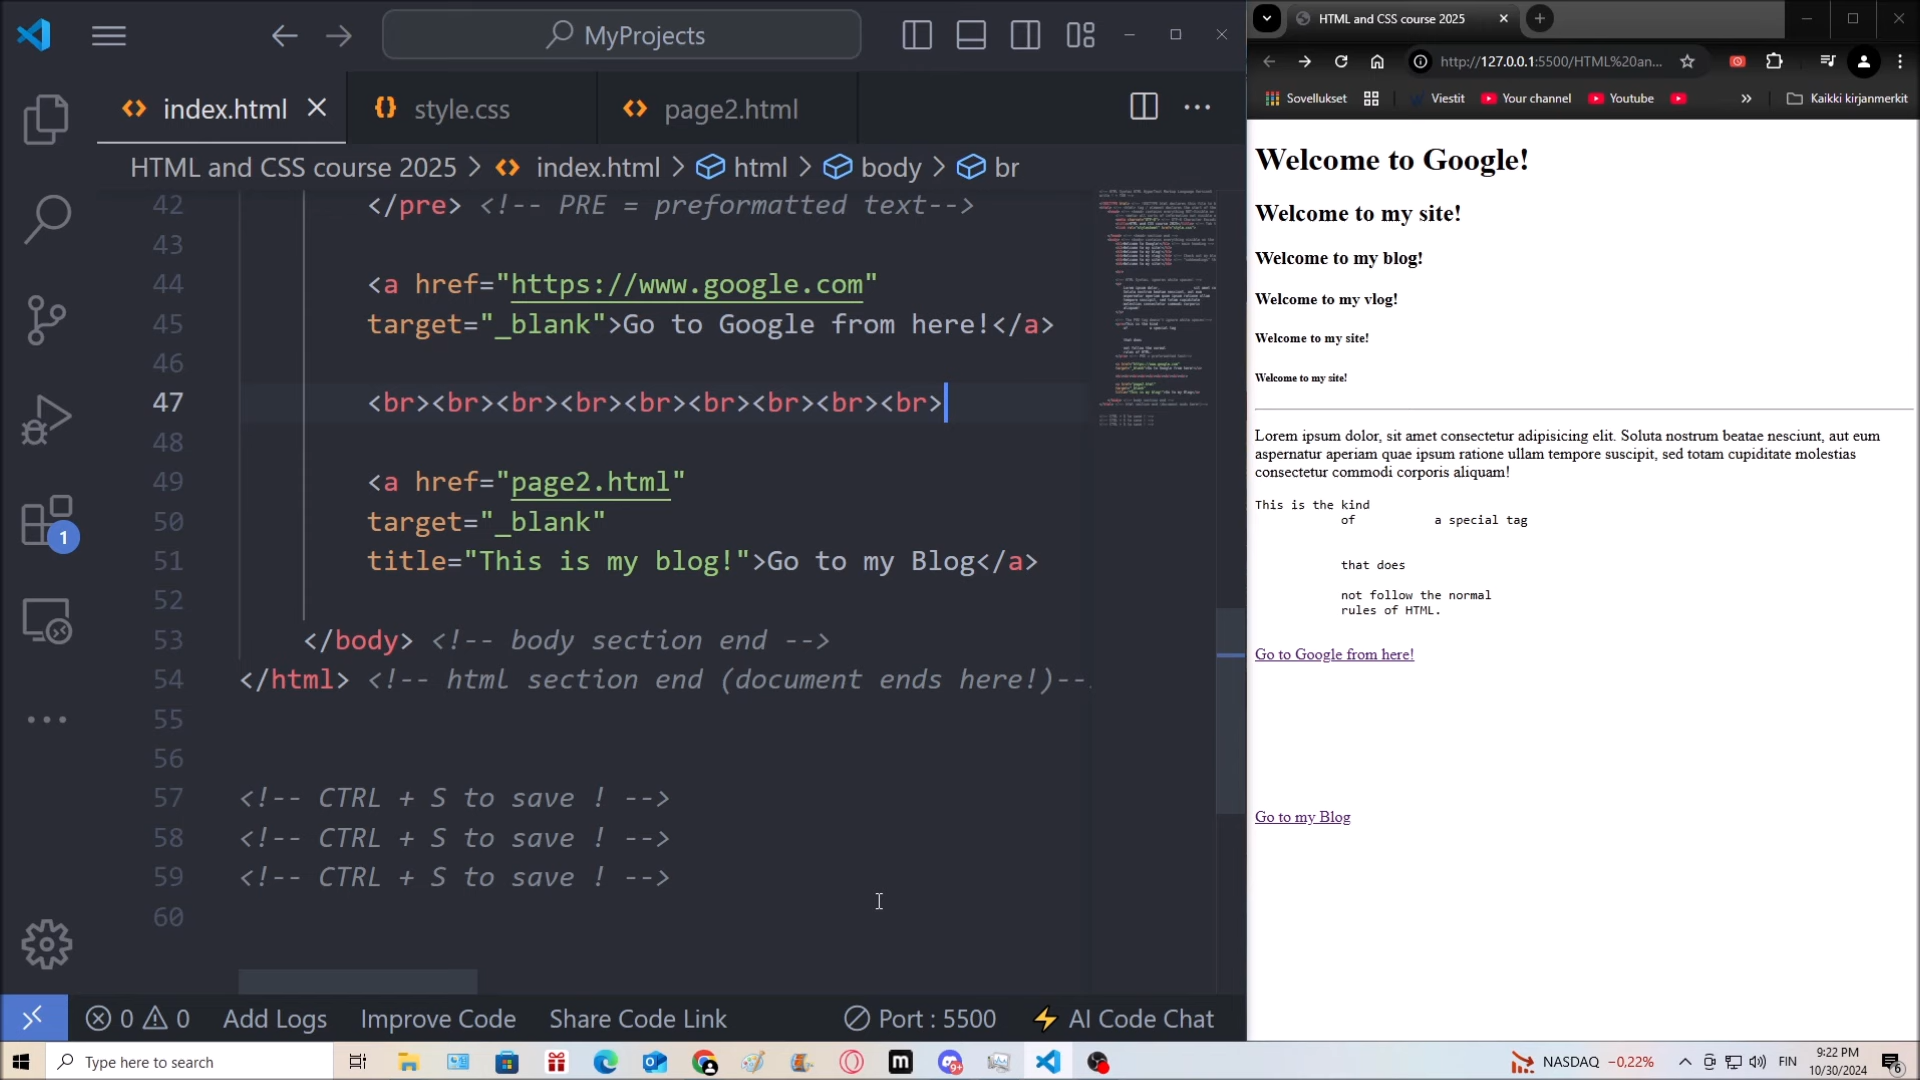 MyProjects
index.html
style.css
page2.html
HTML and CSS course 2025 > index.html > html > body > br
42 </pre> <!-- PRE = preformatted text-->
43
44 <a href="https://www.google.com"
45 target="_blank">Go to Google from here!</a>
46
47 <br><br><br><br><br><br><br><br><br>
48
49 <a href="page2.html"
50 target="_blank"
51 title="This is my blog!">Go to my Blog</a>
52
53 </body> <!-- body section end -->
54 </html> <!-- html section end (document ends here!)--
55
56
57 <!-- CTRL + S to save ! -->
58 <!-- CTRL + S to save ! -->
59 <!-- CTRL + S to save ! -->
60
1
0 0 Add Logs Improve Code Share Code Link Port : 5500 AI Code Chat
HTML and CSS course 2025
http://127.0.0.1:5500/HTML%20an...
Sovellukset Viestit Your channel Youtube » Kaikki kirjanmerkit
Welcome to Google!
Welcome to my site!
Welcome to my blog!
Welcome to my vlog!
Welcome to my site!
Welcome to my site!
Lorem ipsum dolor, sit amet consectetur adipisicing elit. Soluta nostrum beatae nesciunt, aut eum
aspernatur aperiam quae ipsum ratione ullam tempore suscipit, sed totam cupiditate molestias
consectetur commodi corporis aliquam!
This is the kind
of a special tag
that does
not follow the normal
rules of HTML.
Go to Google from here!
Go to my Blog
Type here to search
9+
m
NASDAQ -0,22%
FIN
9:22 PM
10/30/2024
6